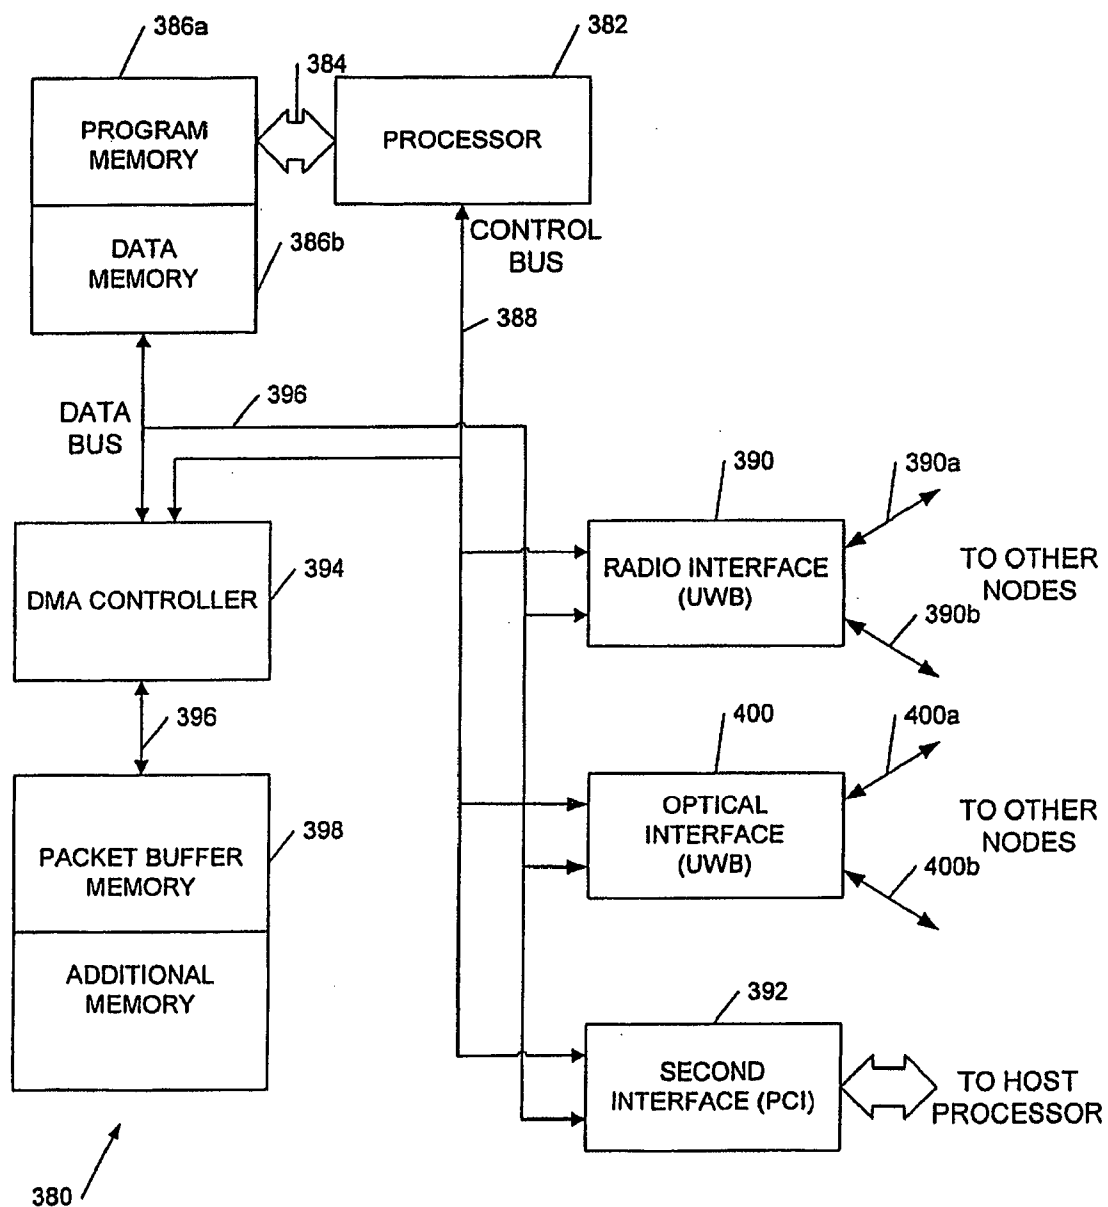 386a
384
382
PROGRAM
MEMORY
PROCESSOR
DATA
MEMORY
386b
CONTROL
BUS
388
396
DATA
BUS
390
390a
RADIO INTERFACE
(UWB)
TO OTHER
NODES
390b
DMA CONTROLLER
394
396
400
400a
OPTICAL
INTERFACE
(UWB)
TO OTHER
NODES
400b
PACKET BUFFER
MEMORY
398
ADDITIONAL
MEMORY
392
SECOND
INTERFACE (PCI)
TO HOST
PROCESSOR
380